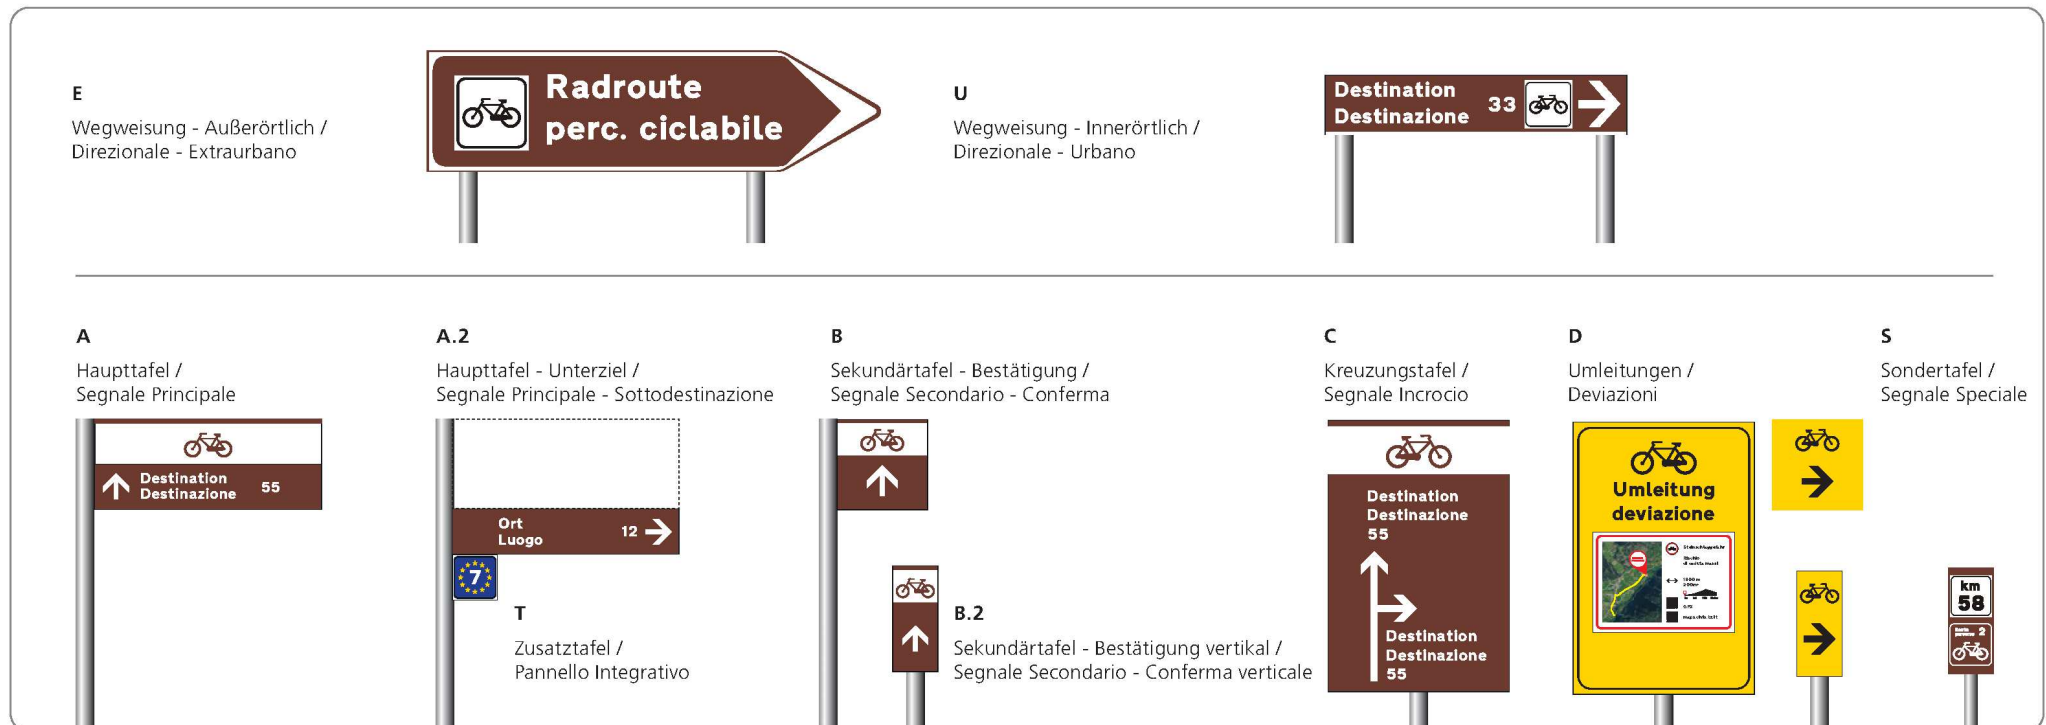 E
Wegweisung - Außerörtlich /
Direzionale - Extraurbano
Radroute
perc. ciclabile
U
Wegweisung - Innerörtlich /
Direzionale - Urbano
Destination
Destinazione
33
A
Haupttafel /
Segnale Principale
Destination
Destinazione
55
A.2
Haupttafel - Unterziel /
Segnale Principale - Sottodestinazione
Ort
Luogo
12
7
T
Zusatztafel /
Pannello Integrativo
B
Sekundärtafel - Bestätigung /
Segnale Secondario - Conferma
B.2
Sekundärtafel - Bestätigung vertikal /
Segnale Secondario - Conferma verticale
C
Kreuzungstafel /
Segnale Incrocio
Destination
Destinazione
55
Destination
Destinazione
55
D
Umleitungen /
Deviazioni
Umleitung
deviazione
S
Sondertafel /
Segnale Speciale
km
58
2